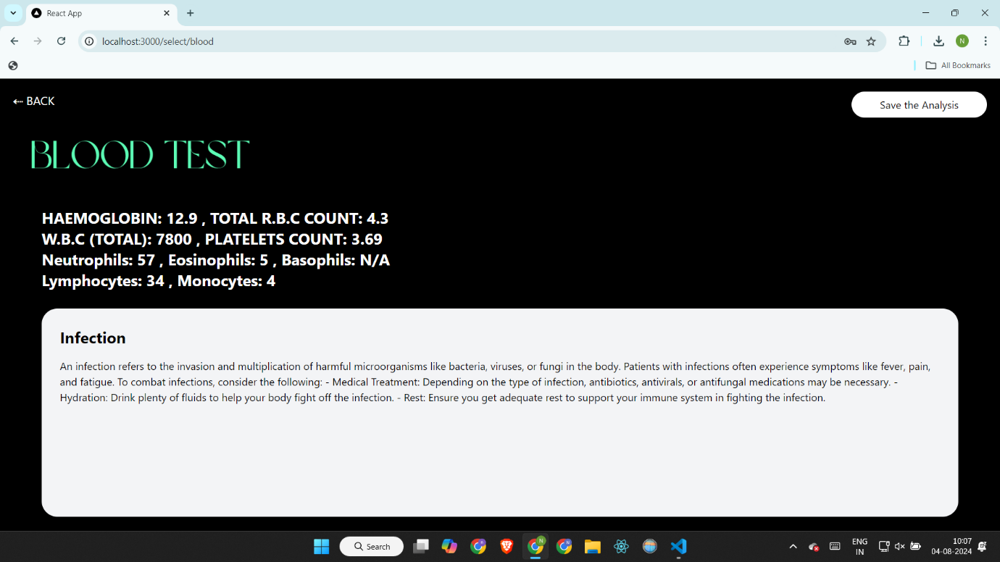 React App
localhost:3000/select/blood
N
All Bookmarks
⇠ BACK
Save the Analysis
BLOOD TEST
HAEMOGLOBIN: 12.9 , TOTAL R.B.C COUNT: 4.3
W.B.C (TOTAL): 7800 , PLATELETS COUNT: 3.69
Neutrophils: 57 , Eosinophils: 5 , Basophils: N/A
Lymphocytes: 34 , Monocytes: 4
Infection
An infection refers to the invasion and multiplication of harmful microorganisms like bacteria, viruses, or fungi in the body. Patients with infections often experience symptoms like fever, pain,
and fatigue. To combat infections, consider the following: - Medical Treatment: Depending on the type of infection, antibiotics, antivirals, or antifungal medications may be necessary. -
Hydration: Drink plenty of fluids to help your body fight off the infection. - Rest: Ensure you get adequate rest to support your immune system in fighting the infection.
Search
ENG
IN
10:07
04-08-2024